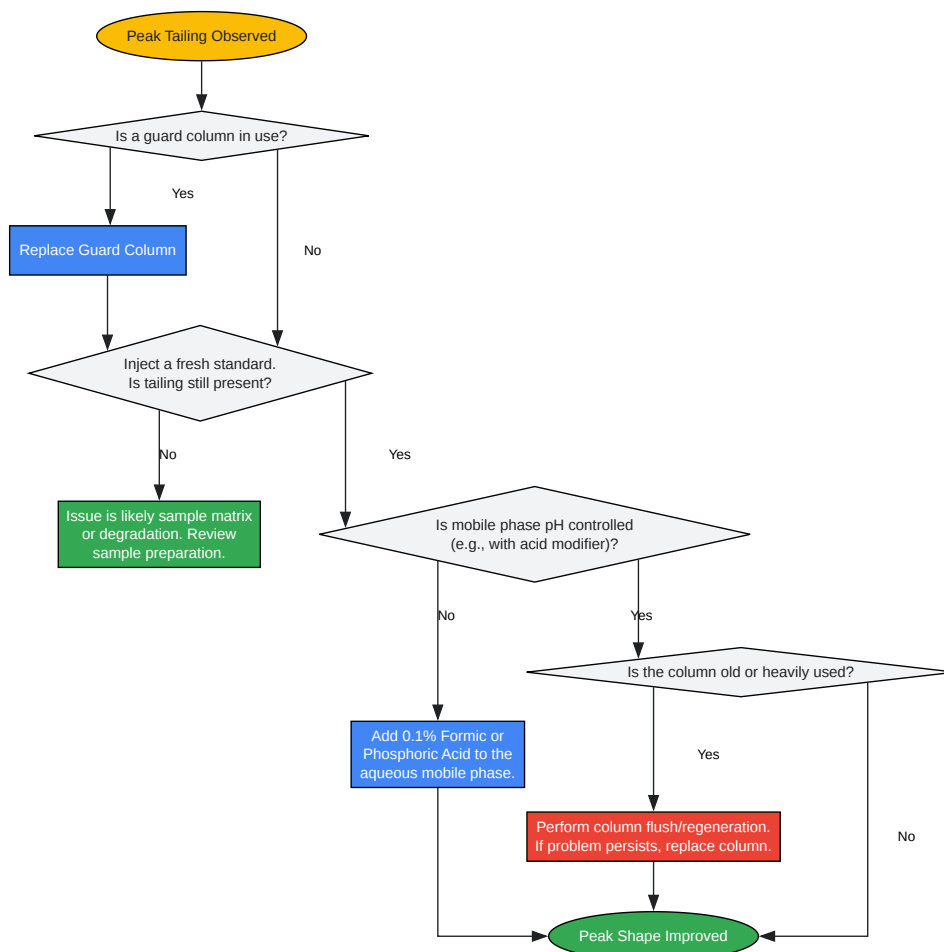 Peak Tailing Observed
Is a guard column in use?
Yes
Replace Guard Column
No
Inject a fresh standard.
Is tailing still present?
No
Yes
Issue is likely sample matrix
or degradation. Review
sample preparation.
Is mobile phase pH controlled
(e.g., with acid modifier)?
No
Yes
Is the column old or heavily used?
Add 0.1% Formic or
Phosphoric Acid to the
aqueous mobile phase.
Yes
Perform column flush/regeneration.
If problem persists, replace column.
No
Peak Shape Improved